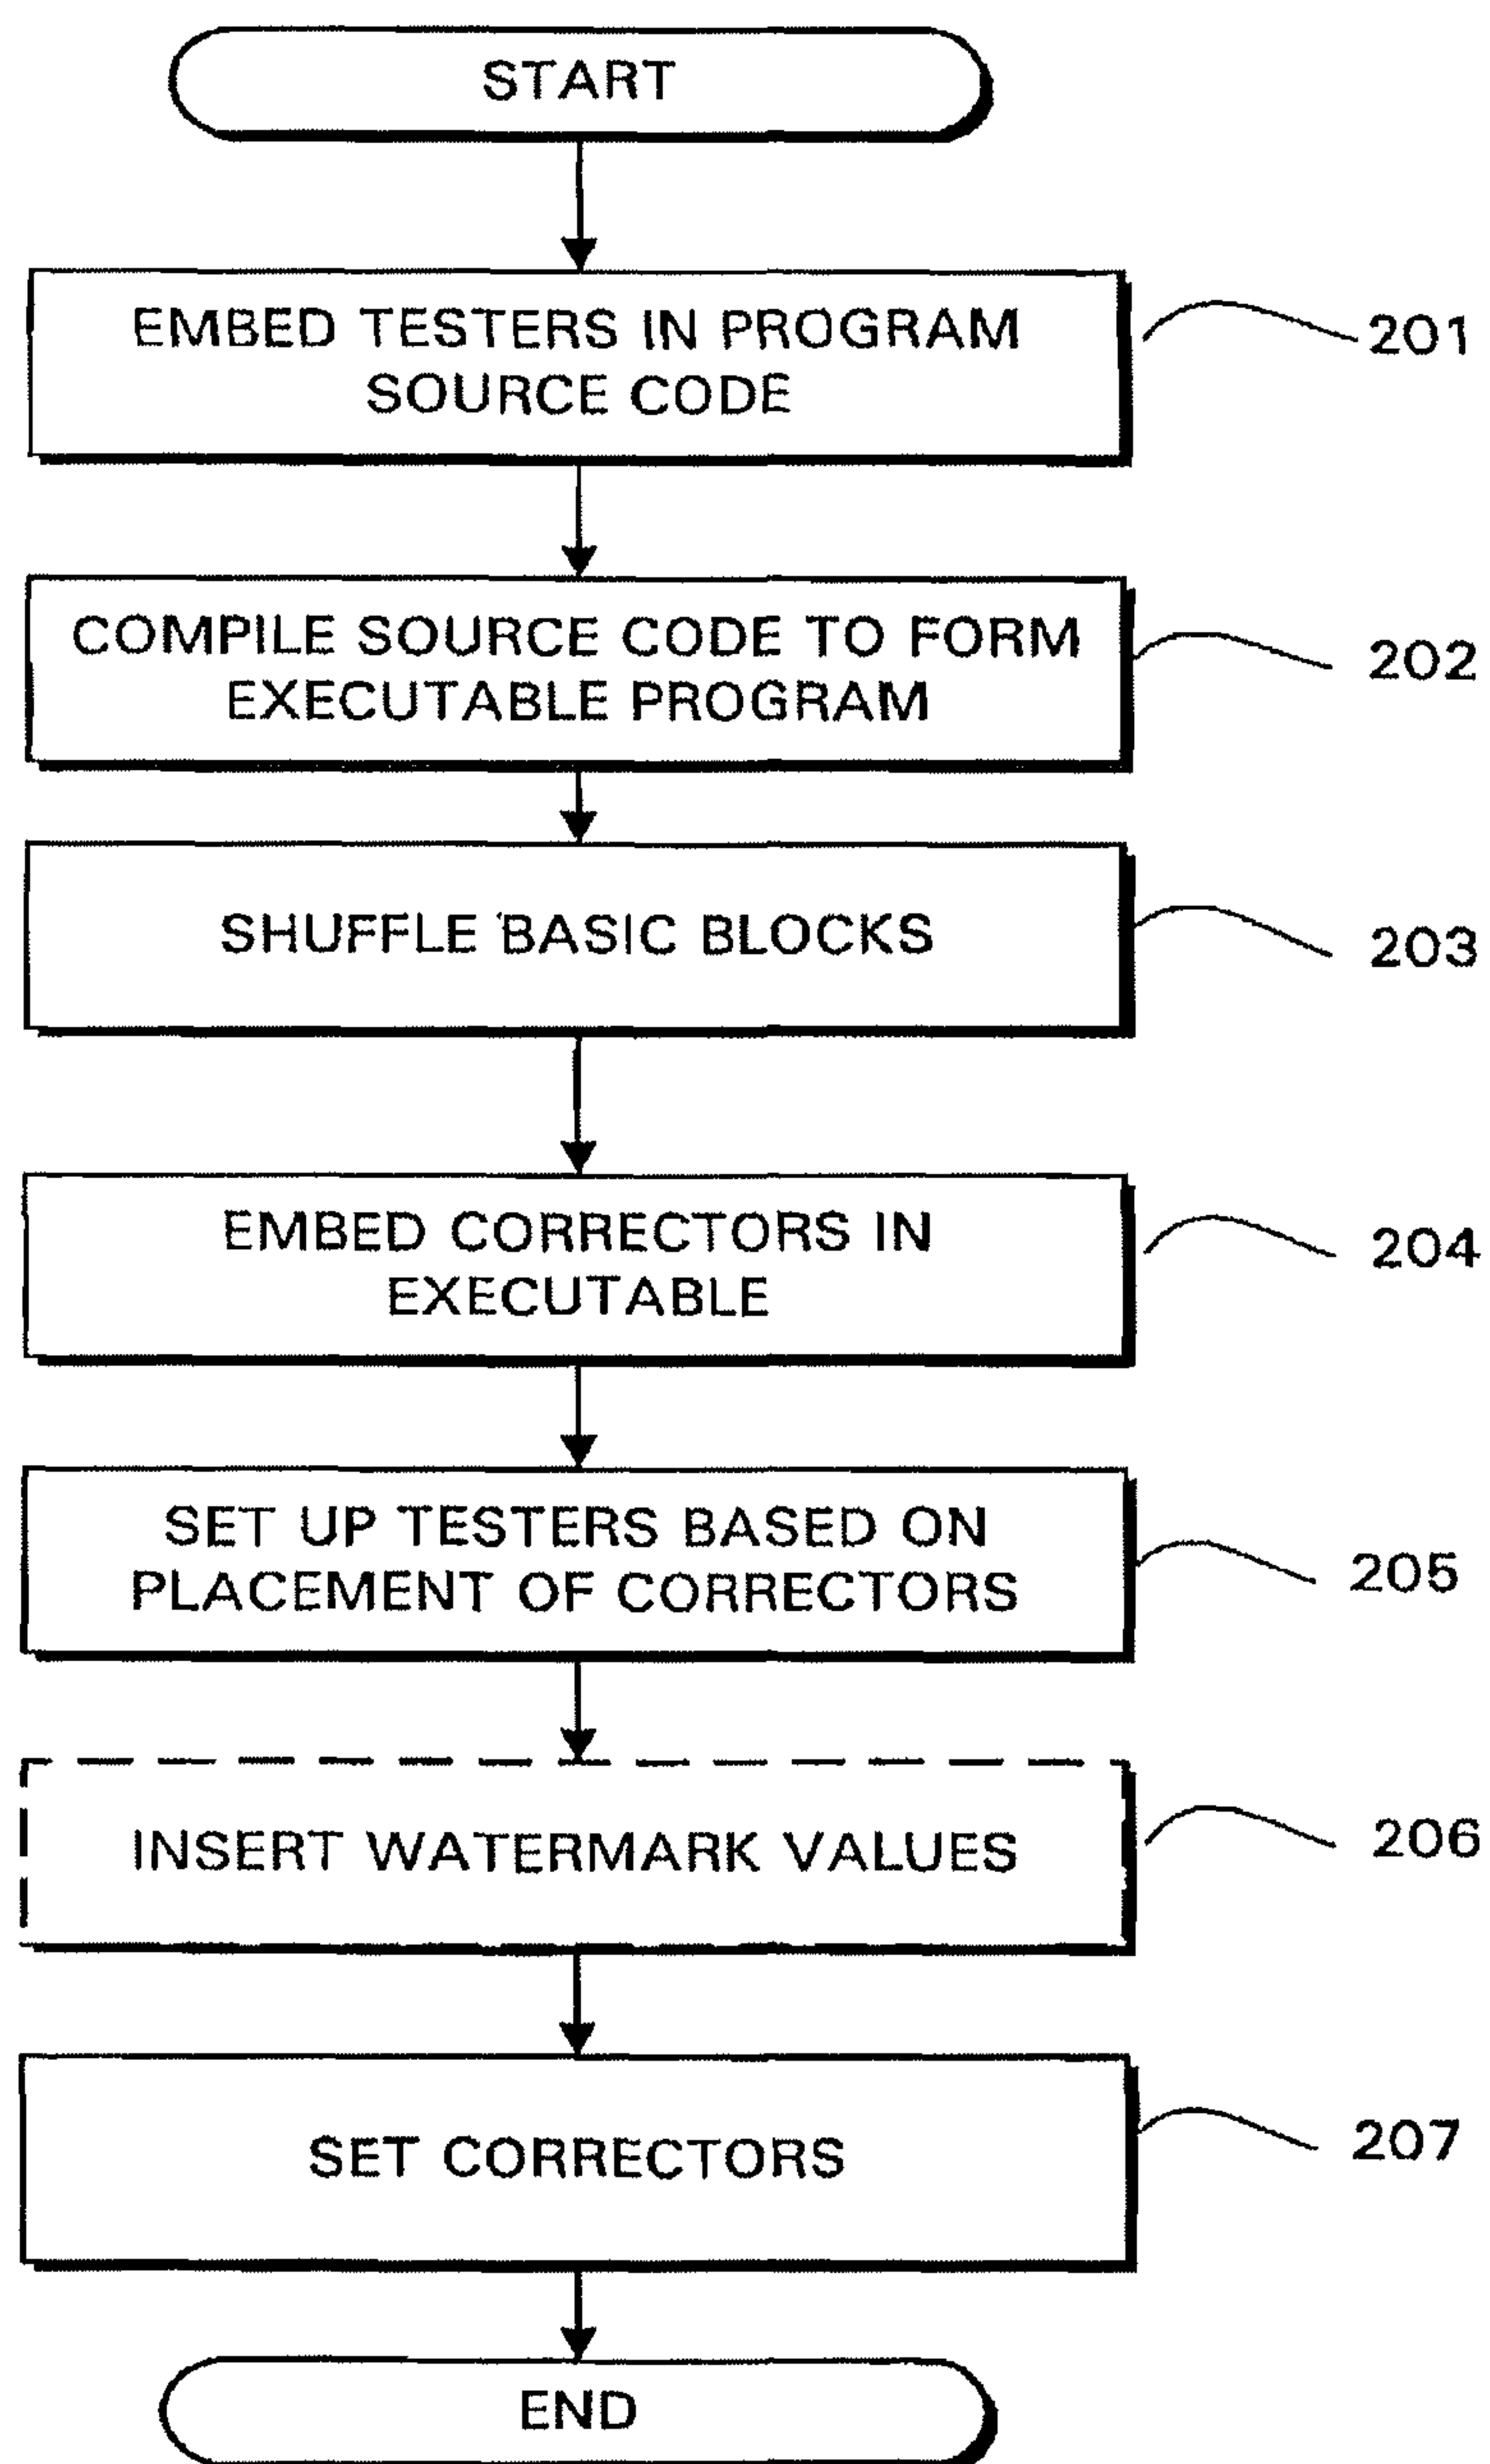 START
EMBED TESTERS IN PROGRAM
SOURCE CODE
201
COMPILE SOURCE CODE TO FORM
EXECUTABLE PROGRAM
202
SHUFFLE BASIC BLOCKS
203
EMBED CORRECTORS IN
EXECUTABLE
204
SET UP TESTERS BASED ON
PLACEMENT OF CORRECTORS
205
INSERT WATERMARK VALUES
206
SET CORRECTORS
207
END